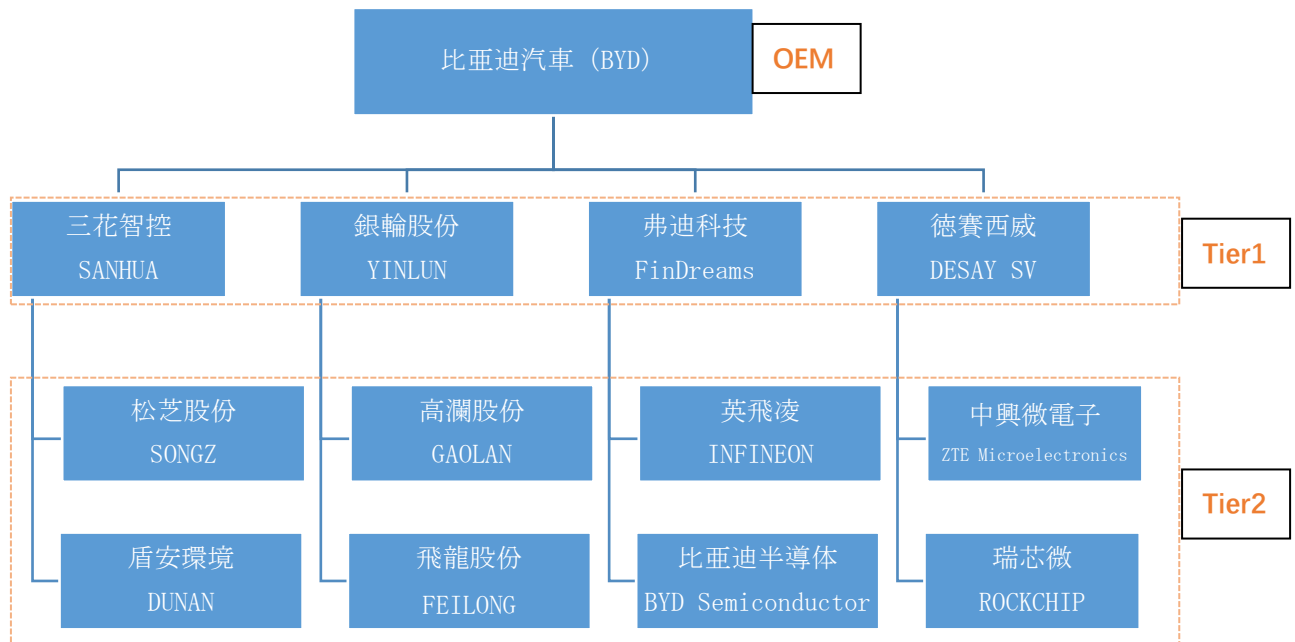 比亜迪汽車 (BYD)
OEM
三花智控
SANHUA
銀輪股份
YINLUN
弗迪科技
FinDreams
徳賽西威
DESAY SV
Tier1
松芝股份
SONGZ
高瀾股份
GAOLAN
英飛凌
INFINEON
中興微電子
ZTE Microelectronics
Tier2
盾安環境
DUNAN
飛龍股份
FEILONG
比亜迪半導体
BYD Semiconductor
瑞芯微
ROCKCHIP